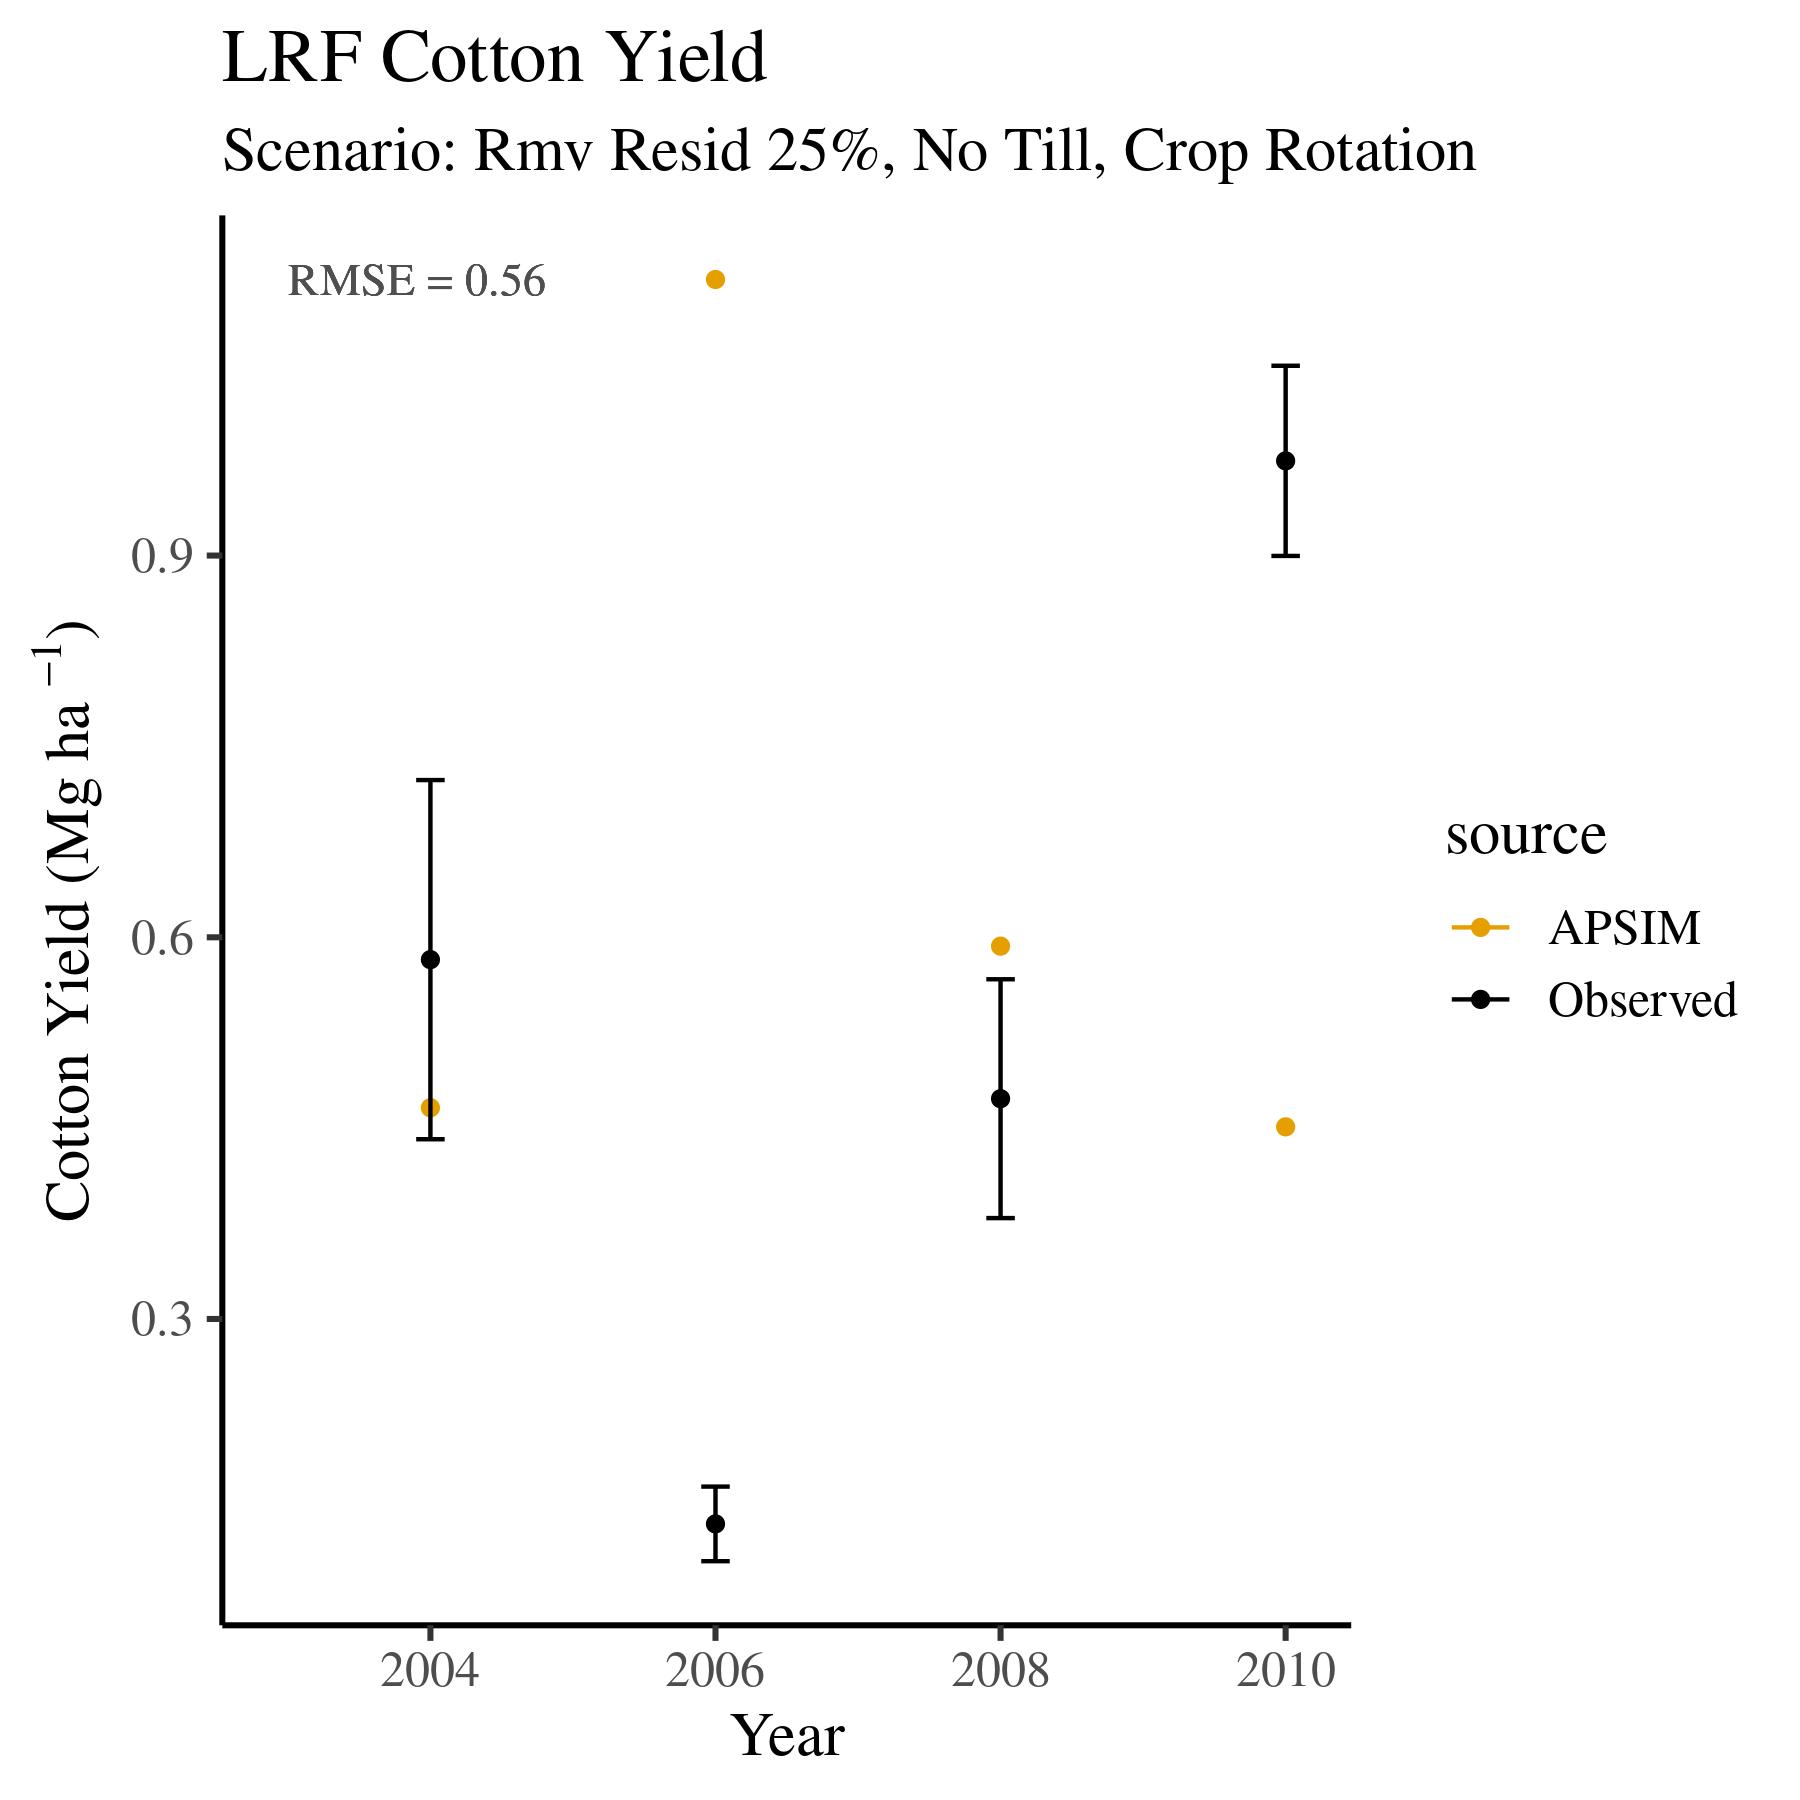 LRF Cotton Yield
Scenario: Rmv Resid 25%, No Till, Crop Rotation
RMSE = 0.56
Cotton Yield (Mg ha −1)
0.9
0.6
0.3
2004 2006 2008 2010
Year
source
APSIM
Observed